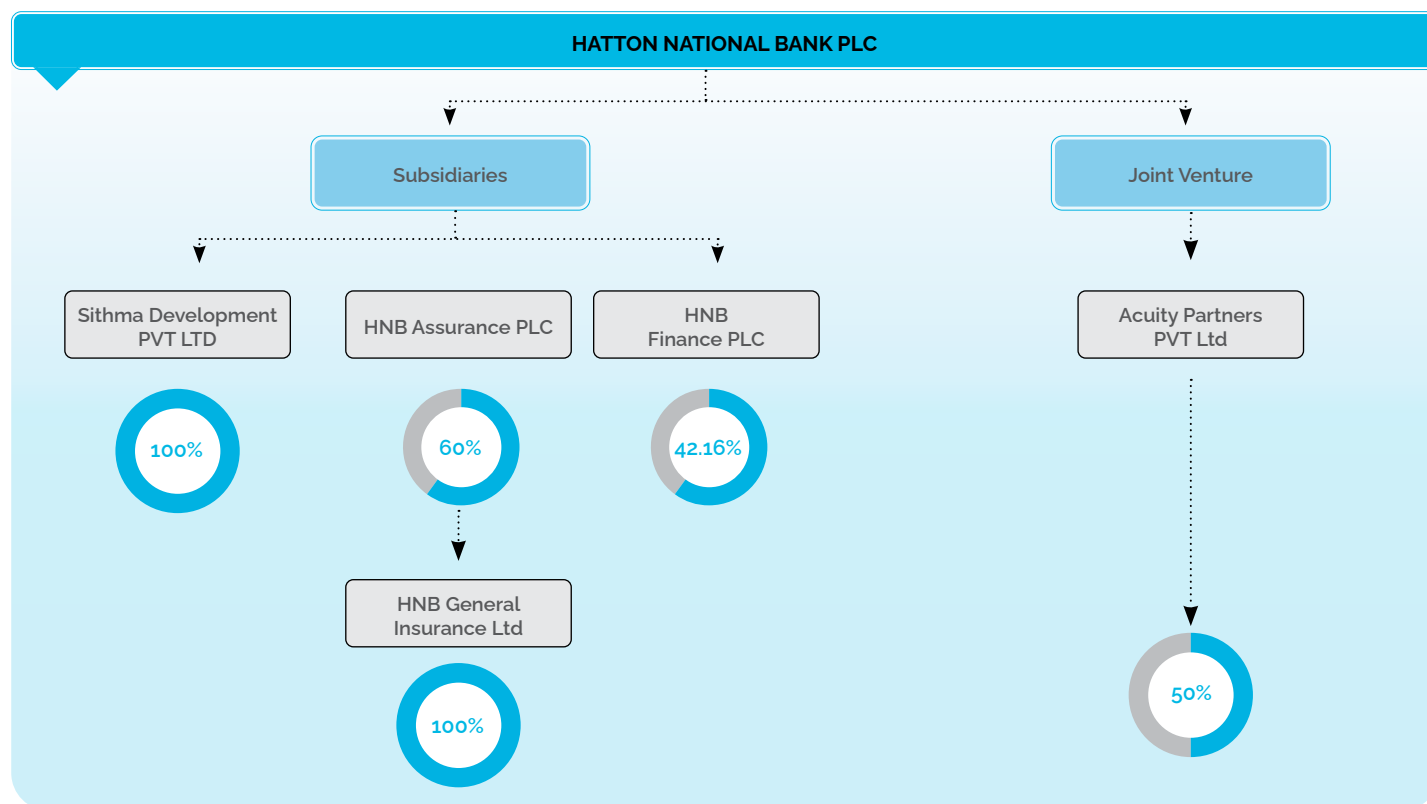 HATTON NATIONAL BANK PLC
Subsidiaries
Joint Venture
Sithma Development
PVT LTD
HNB Assurance PLC
HNB
Finance PLC
Acuity Partners
PVT Ltd
100%
60%
42.16%
HNB General
Insurance Ltd
50%
100%